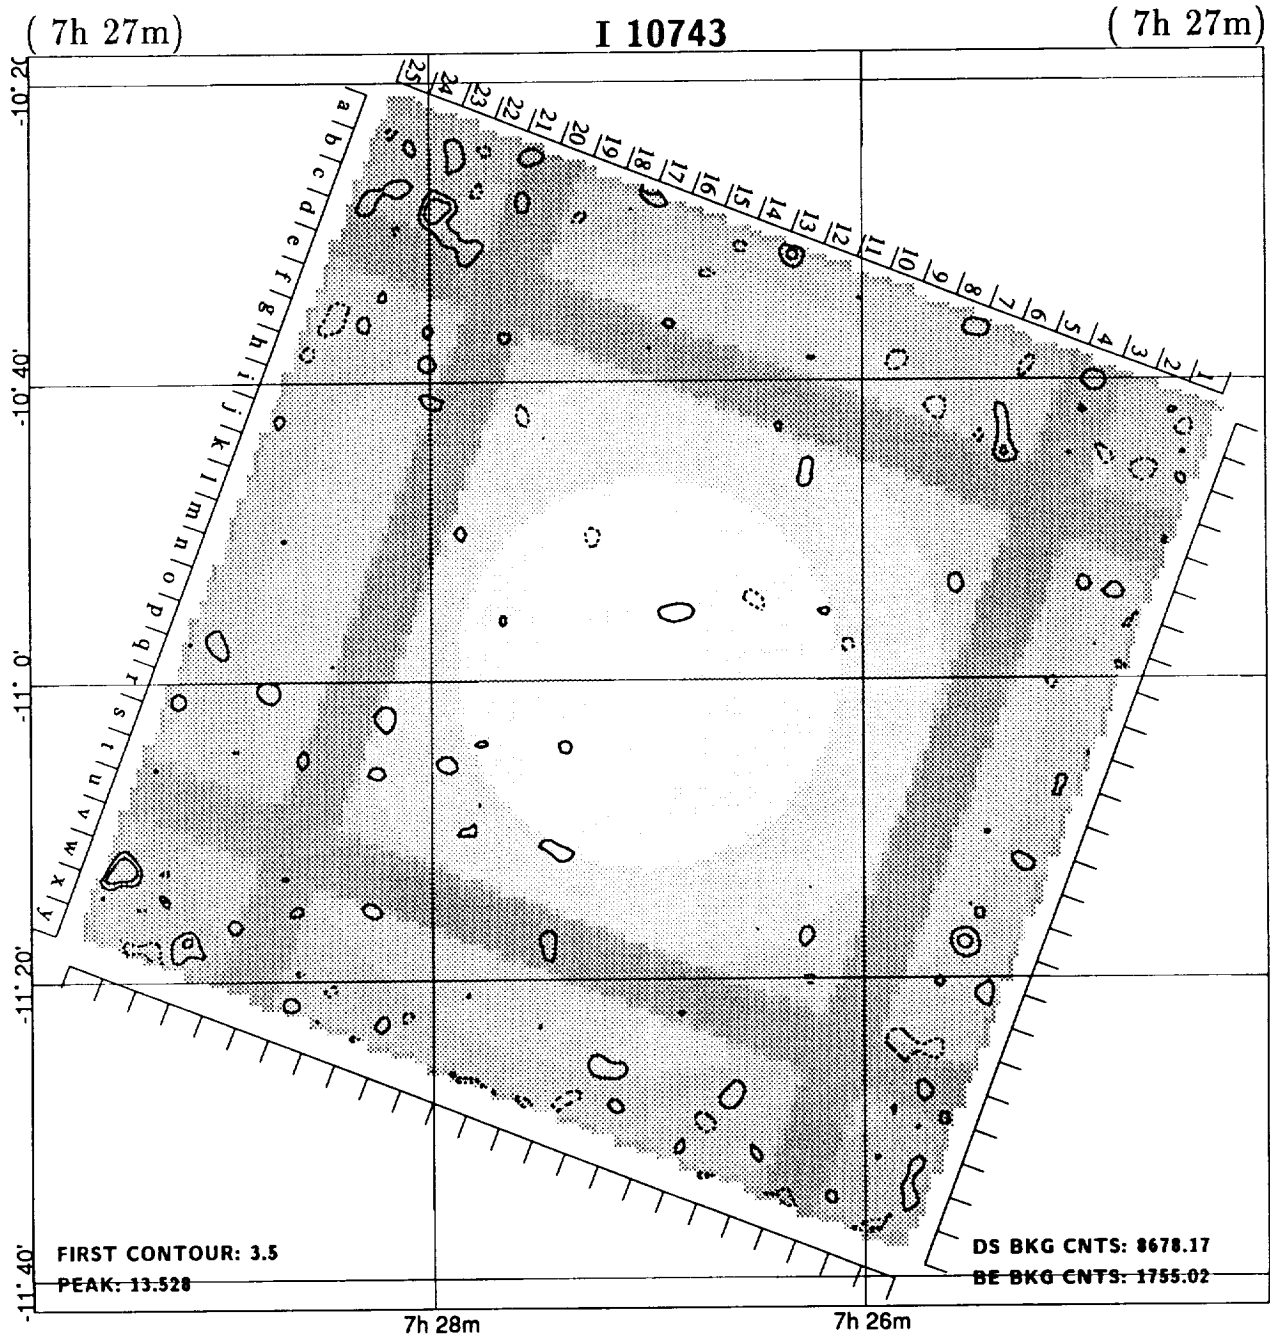 ( 7h 27m)
I 10743
( 7h 27m)
25 24 23 22 21 20 19 18 17 16 15 14 13 12 11 10 9 8 7 6 5 4 3 2 1
a b c d e f g h i j k l m n o p q r s t u v w x y
-10° 20
-10° 40'
-11° 0'
-11° 20'
-11° 40'
FIRST CONTOUR: 3.5
PEAK: 13.528
DS BKG CNTS: 8678.17
BE BKG CNTS: 1755.02
7h 28m
7h 26m